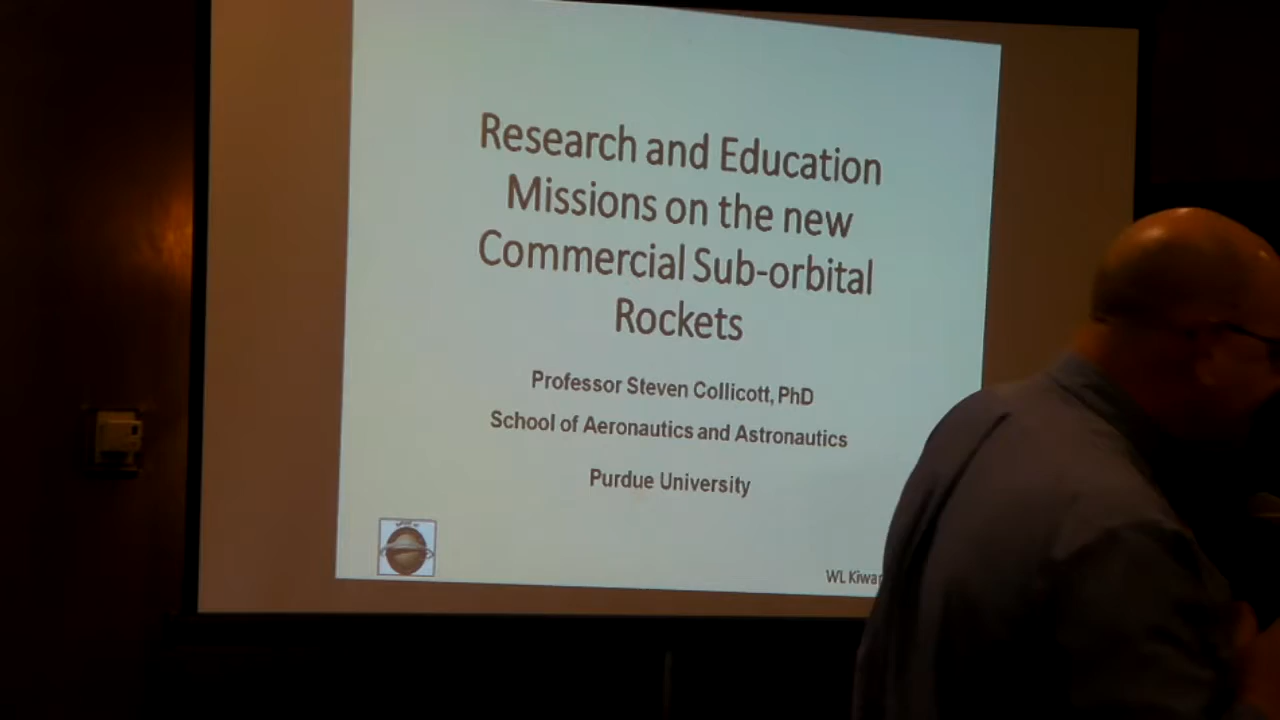 Research and Education
Missions on the new
Commercial Sub-orbital
Rockets
Professor Steven Collicott, PhD
School of Aeronautics and Astronautics
Purdue University
WL